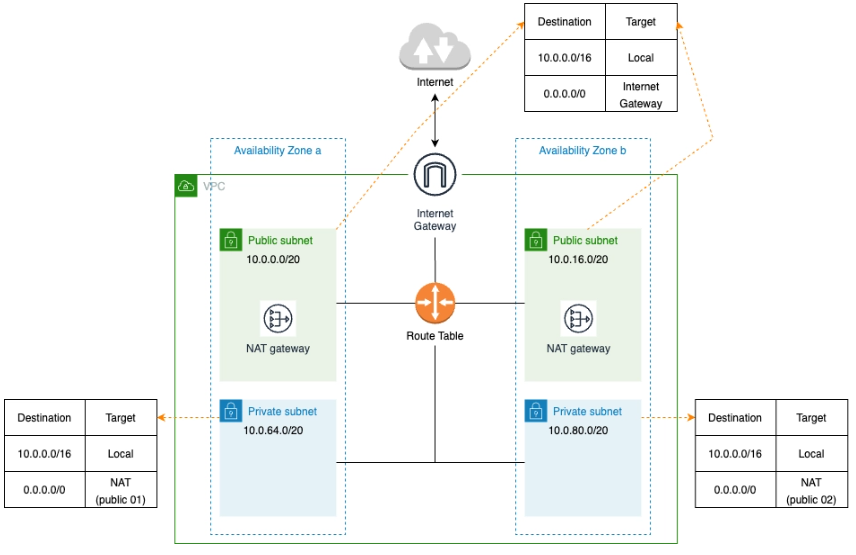 Destination Target
10.0.0.0/16 Local
0.0.0.0/0 Internet
Gateway
Internet
Availability Zone a
Availability Zone b
VPC
Internet
Gateway
Public subnet
10.0.0.0/20
Public subnet
10.0.16.0/20
NAT gateway
Route Table
NAT gateway
Private subnet
10.0.64.0/20
Private subnet
10.0.80.0/20
Destination Target
10.0.0.0/16 Local
0.0.0.0/0 NAT
(public 01)
Destination Target
10.0.0.0/16 Local
0.0.0.0/0 NAT
(public 02)